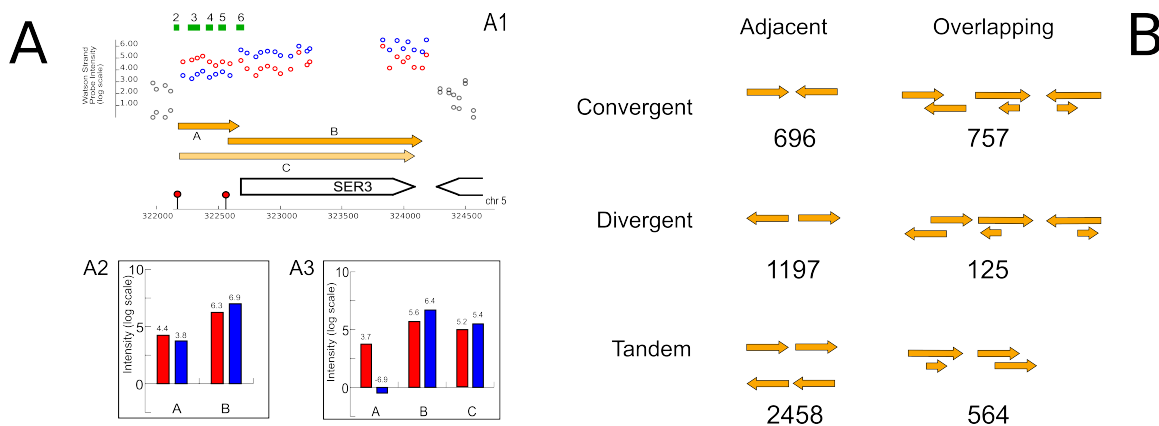 A
A1
2 3 4 5 6
Watson Strand
Probe Intensity
(log scale)
6.00
5.00
4.00
3.00
2.00
1.00
A
B
C
SER3
chr 5
322000 322500 323000 323500 324000 324500
A2
Intensity (log scale)
10
5
0
4.4 3.8 6.3 6.9
A B
A3
Intensity (log scale)
10
5
0
3.7 -6.9 5.6 6.4 5.2 5.4
A B C
B
Adjacent Overlapping
Convergent
696 757
Divergent
1197 125
Tandem
2458 564